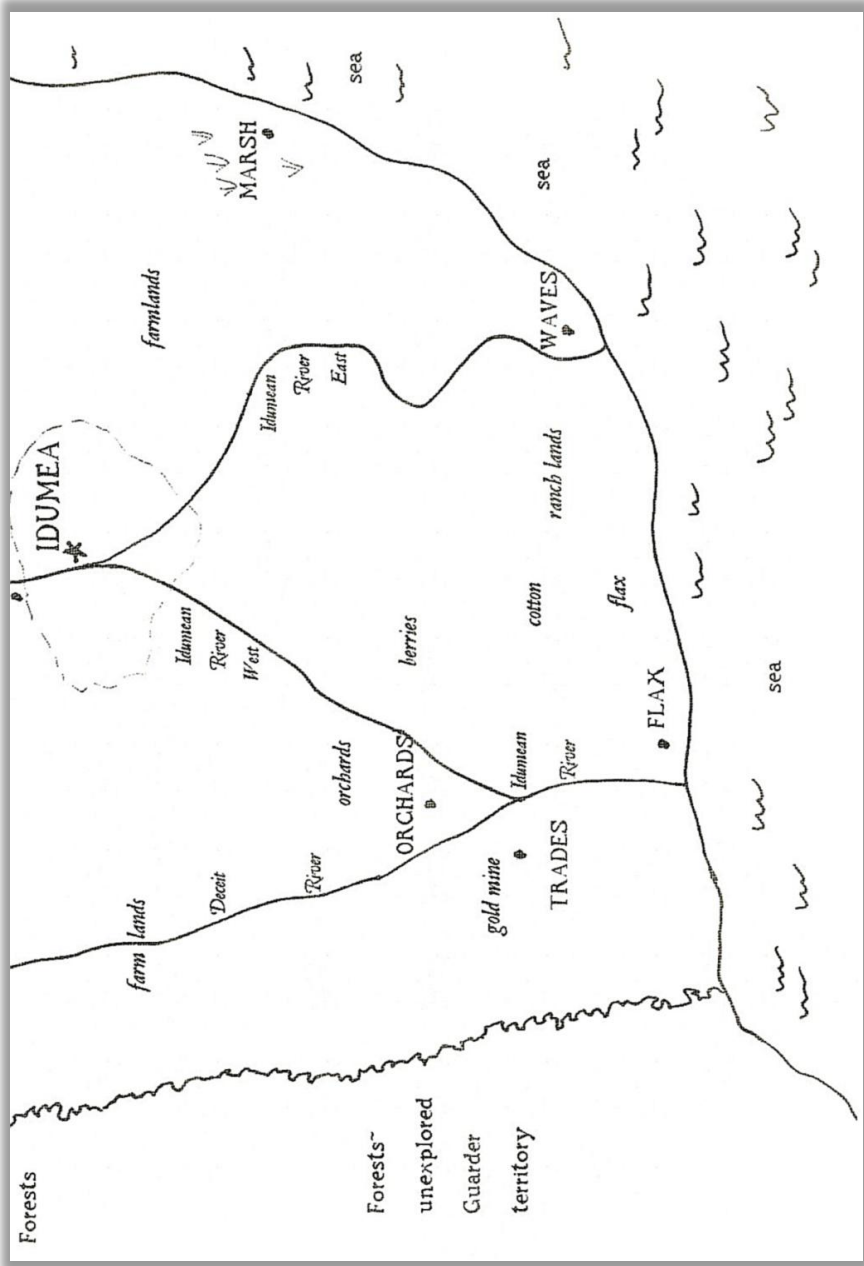 Forests
IDUMEA
farm lands
farmlands
Idumean
River
West
Deceit
River
MARSH
Idumean
River
East
orchards
sea
Forests~
unexplored
Guarder
territory
ORCHARDS
berries
gold mine
TRADES
Idumean
River
cotton
ranch lands
WAVES
sea
flax
FLAX
sea